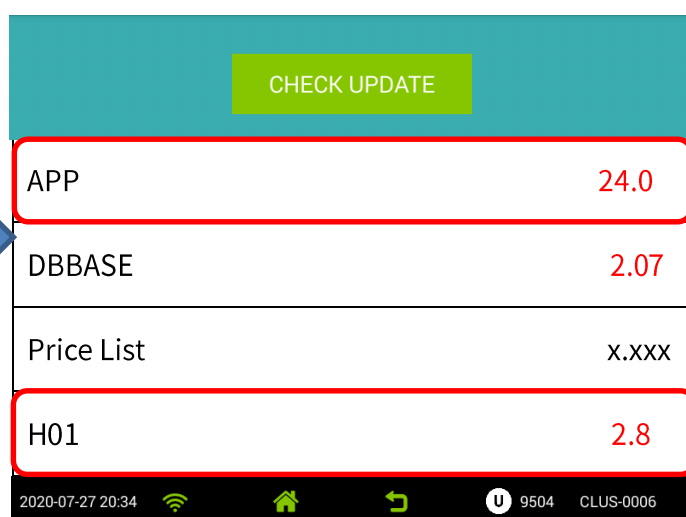 CHECK UPDATE
APP 24.0
DBBASE 2.07
Price List x.xxx
H01 2.8
2020-07-27 20:34 U 9504 CLUS-0006